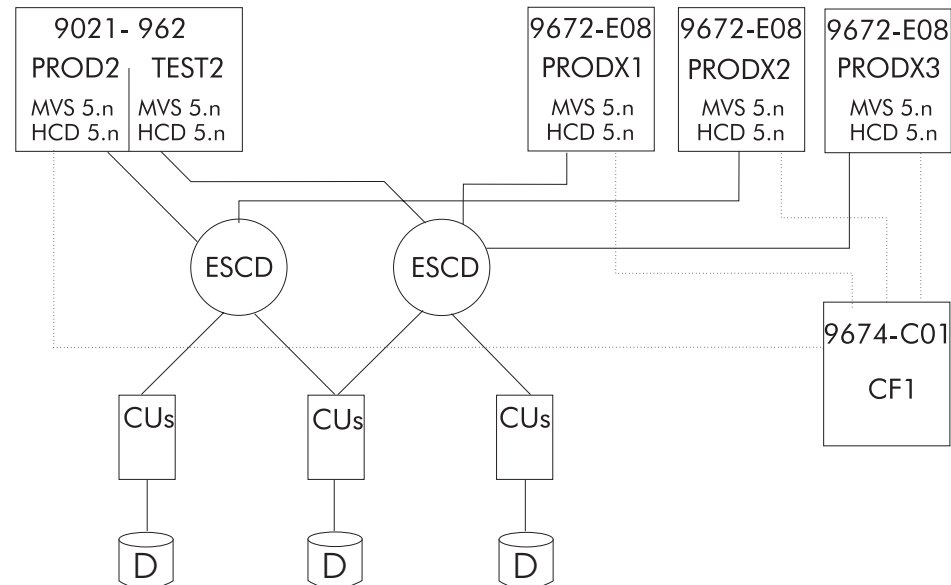 9021- 962
PROD2 TEST2
MVS 5.n MVS 5.n
HCD 5.n HCD 5.n
9672-E08
PRODX1
MVS 5.n
HCD 5.n
9672-E08
PRODX2
MVS 5.n
HCD 5.n
9672-E08
PRODX3
MVS 5.n
HCD 5.n
ESCD
ESCD
9674-C01
CF1
CUs
CUs
CUs
D
D
D